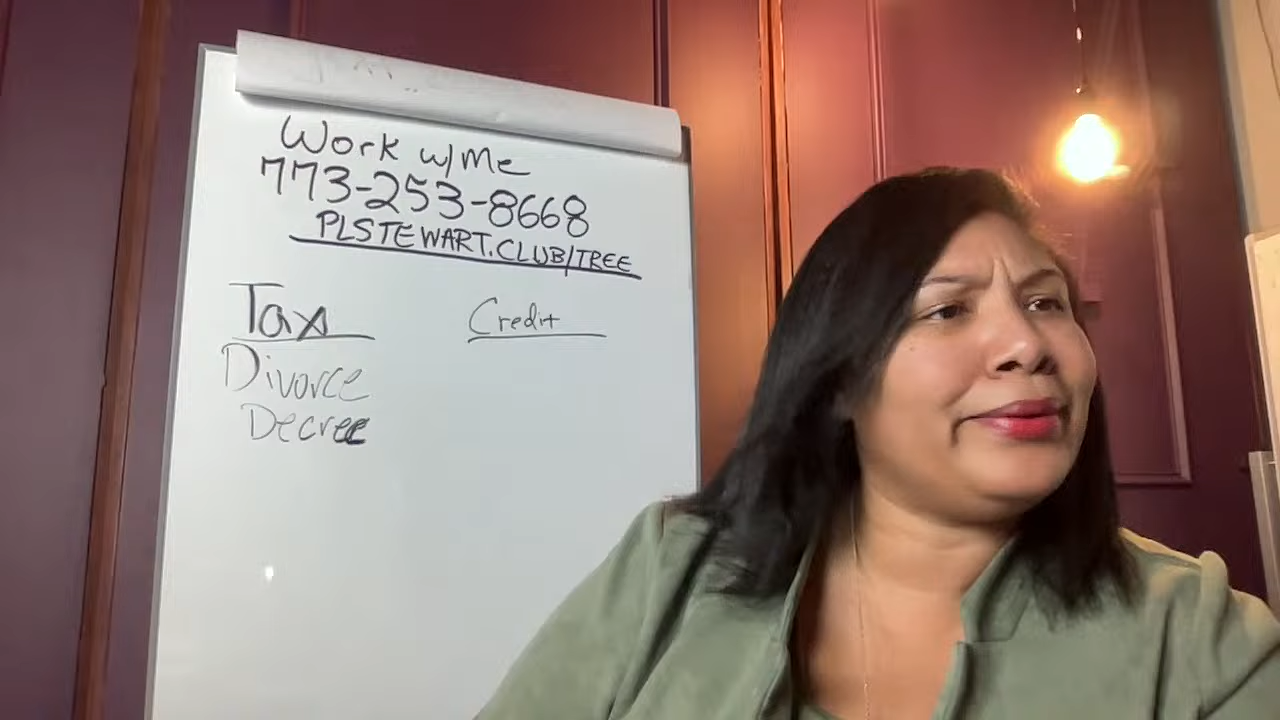 Work w/Me
773-253-8668
PLSTEWART.CLUB/TREE
Tax Credit
Divorce
Decree